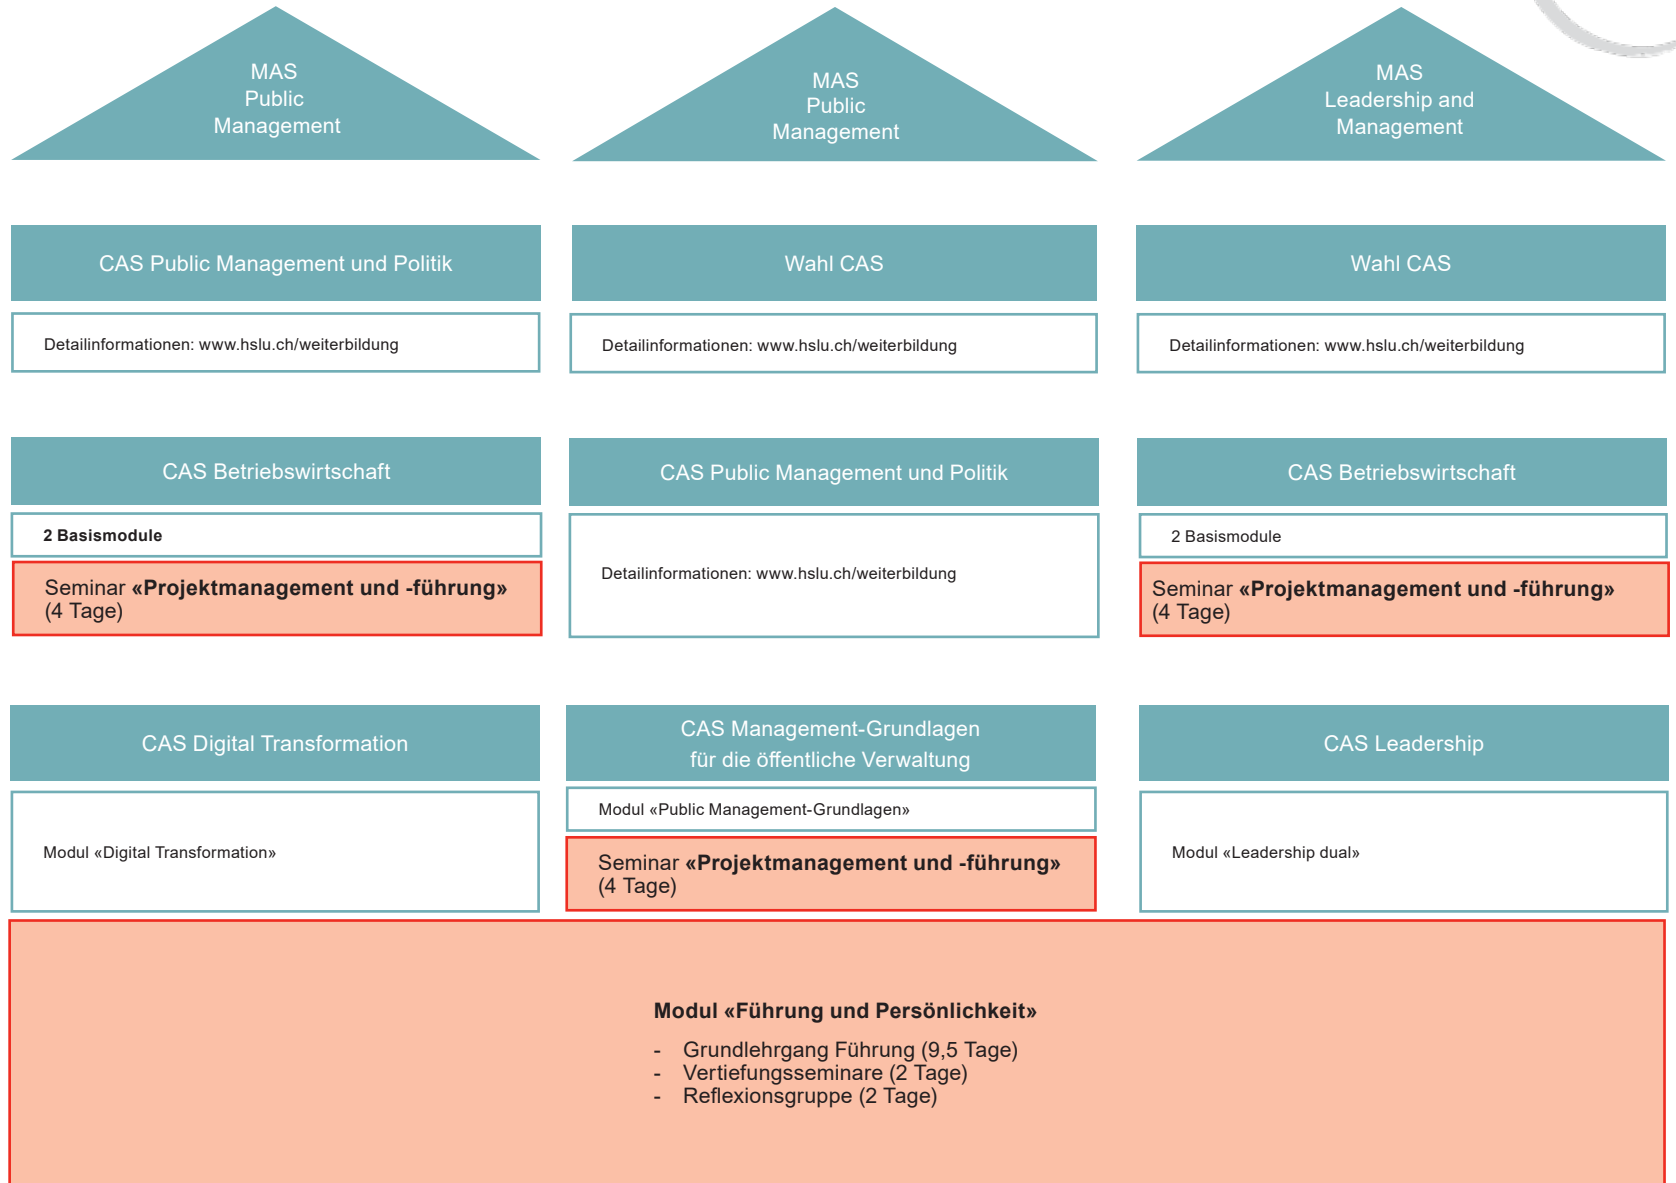 MAS
Public
Management
MAS
Public
Management
MAS
Leadership and
Management
CAS Public Management und Politik
Wahl CAS
Wahl CAS
Detailinformationen: www.hslu.ch/weiterbildung
Detailinformationen: www.hslu.ch/weiterbildung
Detailinformationen: www.hslu.ch/weiterbildung
CAS Betriebswirtschaft
2 Basismodule
Seminar «Projektmanagement und -führung»
(4 Tage)
CAS Public Management und Politik
Detailinformationen: www.hslu.ch/weiterbildung
CAS Betriebswirtschaft
2 Basismodule
Seminar «Projektmanagement und -führung»
(4 Tage)
CAS Digital Transformation
Modul «Digital Transformation»
CAS Management-Grundlagen
für die öffentliche Verwaltung
Modul «Public Management-Grundlagen»
Seminar «Projektmanagement und -führung»
(4 Tage)
CAS Leadership
Modul «Leadership dual»
Modul «Führung und Persönlichkeit»
- Grundlehrgang Führung (9,5 Tage)
- Vertiefungsseminare (2 Tage)
- Reflexionsgruppe (2 Tage)